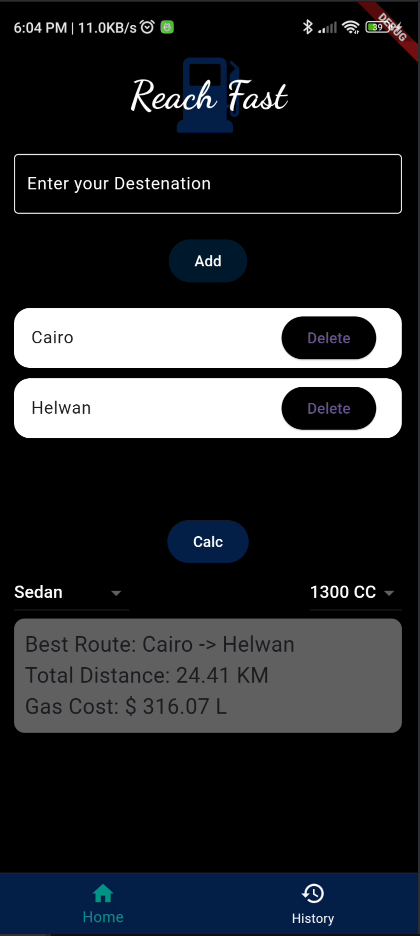 6:04 PM | 11.0KB/s
39
DEBUG
Reach Fast
Enter your Destenation
Add
Cairo
Delete
Helwan
Delete
Calc
Sedan
1300 CC
Best Route: Cairo -> Helwan
Total Distance: 24.41 KM
Gas Cost: $ 316.07 L
Home
History